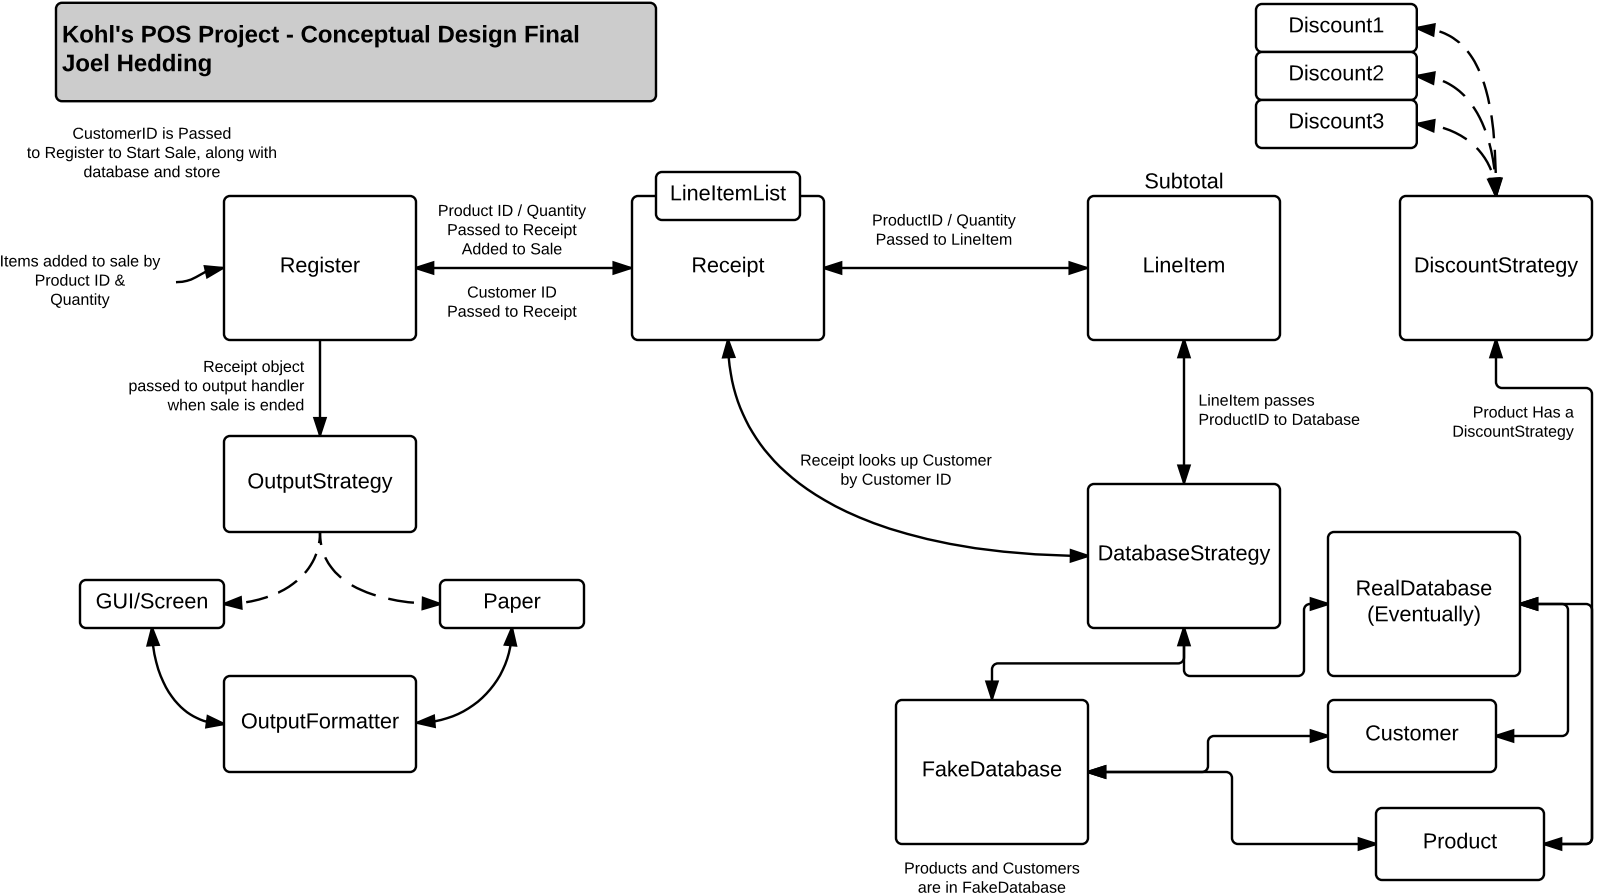 Kohl's POS Project - Conceptual Design Final
Joel Hedding
Discount1
Discount2
Discount3
CustomerID is Passed
to Register to Start Sale, along with
database and store
LineItemList
Subtotal
Product ID / Quantity
Passed to Receipt
Added to Sale
ProductID / Quantity
Passed to LineItem
Items added to sale by
Product ID &
Quantity
Register
Receipt
LineItem
DiscountStrategy
Customer ID
Passed to Receipt
Receipt object
passed to output handler
when sale is ended
LineItem passes
ProductID to Database
Product Has a
DiscountStrategy
OutputStrategy
Receipt looks up Customer
by Customer ID
DatabaseStrategy
RealDatabase
(Eventually)
GUI/Screen
Paper
OutputFormatter
Customer
FakeDatabase
Product
Products and Customers
are in FakeDatabase